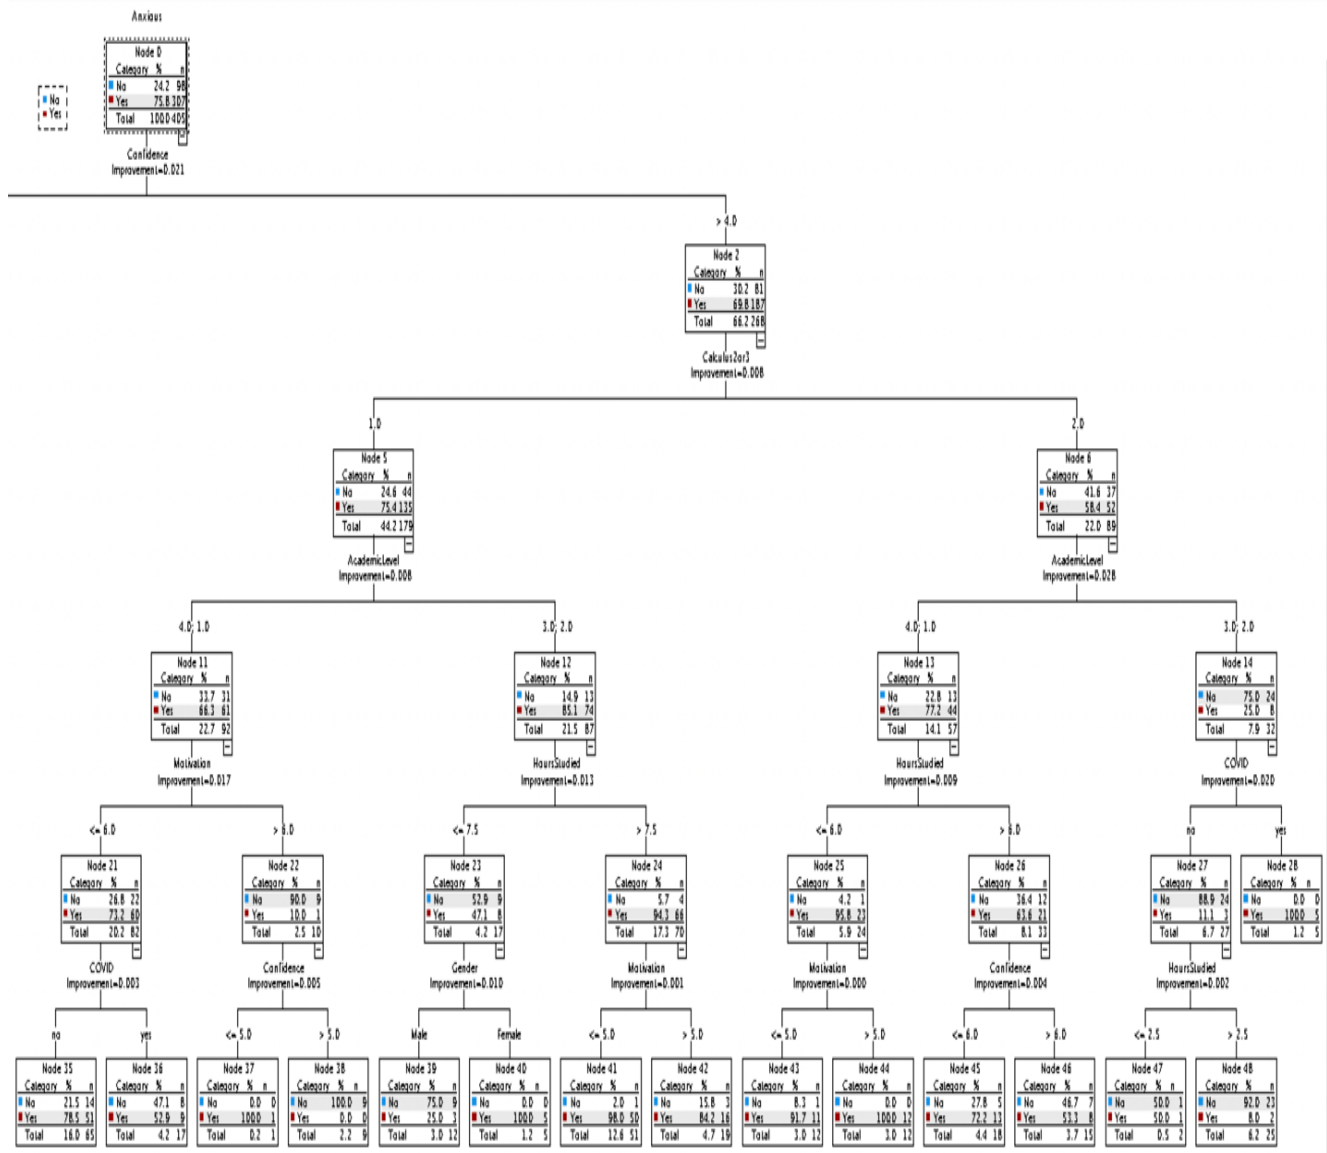 Anxious
Node 0
Category % n
No 24.2 98
Yes 75.8 307
Total 100.0 405
No
Yes
Confidence
Improvement=0.021
> 4.0
Node 2
Category % n
No 30.2 81
Yes 69.8 187
Total 66.2 268
Calculus2or3
Improvement=0.008
1.0 2.0
Node 5 Node 6
Category % n Category % n
No 24.6 44 No 41.6 37
Yes 75.4 135 Yes 58.4 52
Total 44.2 179 Total 22.0 89
AcademicLevel AcademicLevel
Improvement=0.008 Improvement=0.028
4.0; 1.0 3.0; 2.0 4.0; 1.0 3.0; 2.0
Node 11 Node 12 Node 13 Node 14
Category % n Category % n Category % n Category % n
No 33.7 31 No 14.9 13 No 22.8 13 No 75.0 24
Yes 66.3 61 Yes 85.1 74 Yes 77.2 44 Yes 25.0 8
Total 22.7 92 Total 21.5 87 Total 14.1 57 Total 7.9 32
Motivation HoursStudied HoursStudied COVID
Improvement=0.017 Improvement=0.013 Improvement=0.009 Improvement=0.020
<= 6.0 > 6.0 <= 7.5 > 7.5 <= 6.0 > 6.0 no yes
Node 21 Node 22 Node 23 Node 24 Node 25 Node 26 Node 27 Node 28
Category % n Category % n Category % n Category % n Category % n Category % n Category % n Category % n
No 26.8 22 No 90.0 9 No 52.9 9 No 5.7 4 No 4.2 1 No 36.4 12 No 88.9 24 No 0.0 0
Yes 73.2 60 Yes 10.0 1 Yes 47.1 8 Yes 94.3 66 Yes 95.8 23 Yes 63.6 21 Yes 11.1 3 Yes 100.0 5
Total 20.2 82 Total 2.5 10 Total 4.2 17 Total 17.3 70 Total 5.9 24 Total 8.1 33 Total 6.7 27 Total 1.2 5
COVID Confidence Gender Motivation Motivation Confidence HoursStudied
Improvement=0.003 Improvement=0.005 Improvement=0.010 Improvement=0.001 Improvement=0.000 Improvement=0.004 Improvement=0.002
no yes <= 5.0 > 5.0 Male Female <= 5.0 > 5.0 <= 5.0 > 5.0 <= 6.0 > 6.0 <= 2.5 > 2.5
Node 35 Node 36 Node 37 Node 38 Node 39 Node 40 Node 41 Node 42 Node 43 Node 44 Node 45 Node 46 Node 47 Node 48
Category % n Category % n Category % n Category % n Category % n Category % n Category % n Category % n Category % n Category % n Category % n Category % n Category % n Category % n
No 21.5 14 No 47.1 8 No 0.0 0 No 100.0 9 No 75.0 9 No 0.0 0 No 2.0 1 No 15.8 3 No 8.3 1 No 0.0 0 No 27.8 5 No 46.7 7 No 50.0 1 No 92.0 23
Yes 78.5 51 Yes 52.9 9 Yes 100.0 1 Yes 0.0 0 Yes 25.0 3 Yes 100.0 5 Yes 98.0 50 Yes 84.2 16 Yes 91.7 11 Yes 100.0 12 Yes 72.2 13 Yes 53.3 8 Yes 50.0 1 Yes 8.0 2
Total 16.0 65 Total 4.2 17 Total 0.2 1 Total 2.2 9 Total 3.0 12 Total 1.2 5 Total 12.6 51 Total 4.7 19 Total 3.0 12 Total 3.0 12 Total 4.4 18 Total 3.7 15 Total 0.5 2 Total 6.2 25